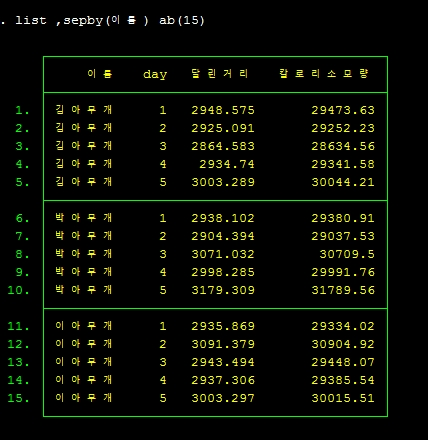 . list ,sepby(이름) ab(15)
이름 day 달린거리 칼로리소모량
1. 김아무개 1 2948.575 29473.63
2. 김아무개 2 2925.091 29252.23
3. 김아무개 3 2864.583 28634.56
4. 김아무개 4 2934.74 29341.58
5. 김아무개 5 3003.289 30044.21
6. 박아무개 1 2938.102 29380.91
7. 박아무개 2 2904.394 29037.53
8. 박아무개 3 3071.032 30709.5
9. 박아무개 4 2998.285 29991.76
10. 박아무개 5 3179.309 31789.56
11. 이아무개 1 2935.869 29334.02
12. 이아무개 2 3091.379 30904.92
13. 이아무개 3 2943.494 29448.07
14. 이아무개 4 2937.306 29385.54
15. 이아무개 5 3003.297 30015.51